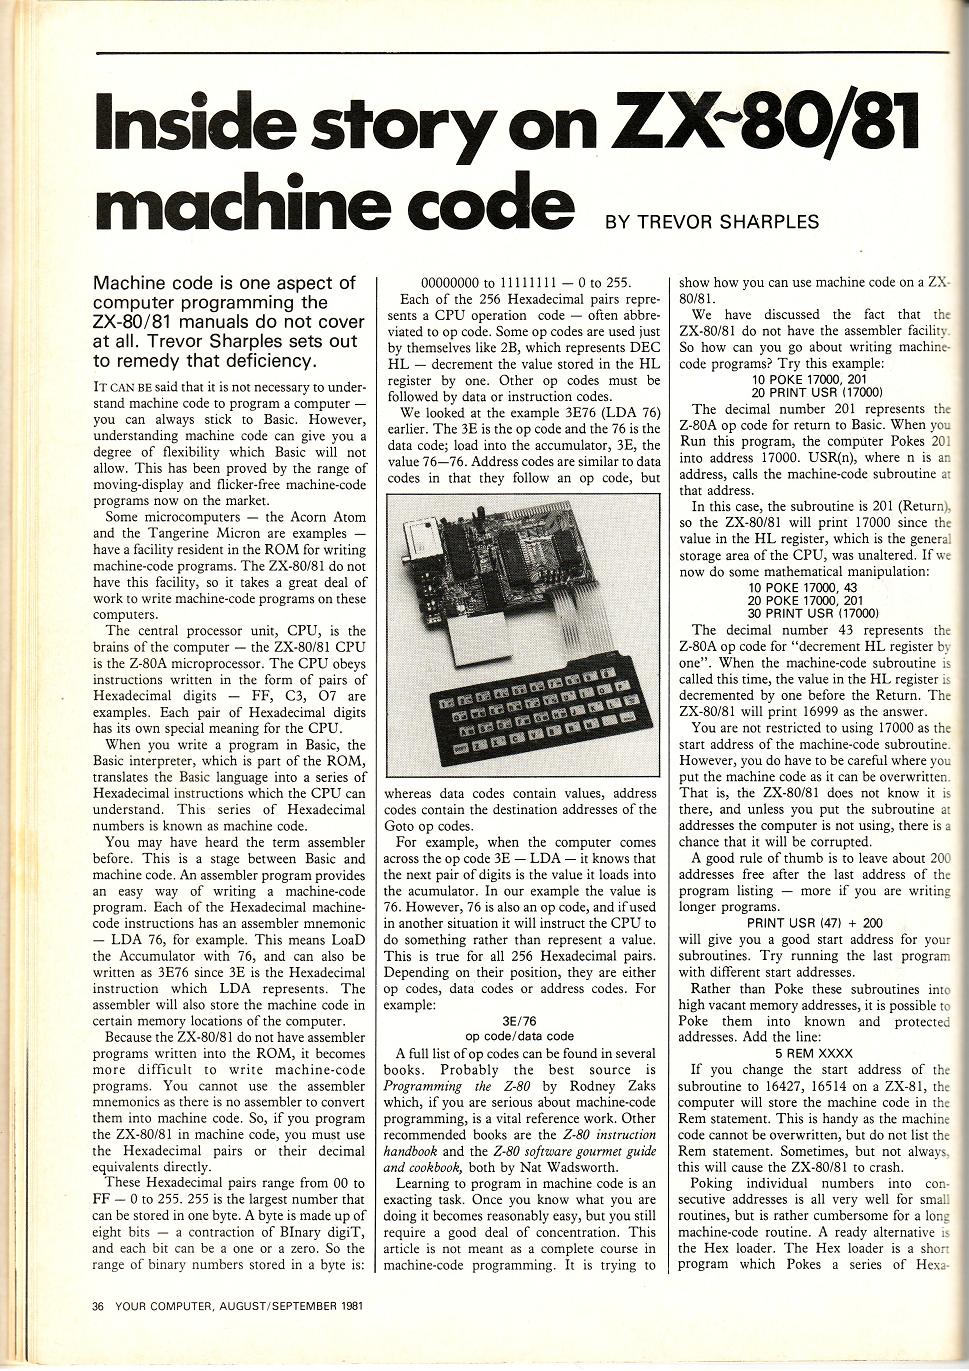 Inside story on ZX~80/81
machine code
BY TREVOR SHARPLES
Machine code is one aspect of
computer programming the
ZX-80/81 manuals do not cover
at all. Trevor Sharples sets out
to remedy that deficiency.
IT CAN BE said that it is not necessary to under-
stand machine code to program a computer —
you can always stick to Basic. However,
understanding machine code can give you a
degree of flexibility which Basic will not
allow. This has been proved by the range of
moving-display and flicker-free machine-code
programs now on the market.
Some microcomputers — the Acorn Atom
and the Tangerine Micron are examples —
have a facility resident in the ROM for writing
machine-code programs. The ZX-80/81 do not
have this facility, so it takes a great deal of
work to write machine-code programs on these
computers.
The central processor unit, CPU, is the
brains of the computer — the ZX-80/81 CPU
is the Z-80A microprocessor. The CPU obeys
instructions written in the form of pairs of
Hexadecimal digits — FF, C3, O7 are
examples. Each pair of Hexadecimal digits
has its own special meaning for the CPU.
When you write a program in Basic, the
Basic interpreter, which is part of the ROM,
translates the Basic language into a series of
Hexadecimal instructions which the CPU can
understand. This series of Hexadecimal
numbers is known as machine code.
You may have heard the term assembler
before. This is a stage between Basic and
machine code. An assembler program provides
an easy way of writing a machine-code
program. Each of the Hexadecimal machine-
code instructions has an assembler mnemonic
— LDA 76, for example. This means LoaD
the Accumulator with 76, and can also be
written as 3E76 since 3E is the Hexadecimal
instruction which LDA represents. The
assembler will also store the machine code in
certain memory locations of the computer.
Because the ZX-80/81 do not have assembler
programs written into the ROM, it becomes
more difficult to write machine-code
programs. You cannot use the assembler
mnemonics as there is no assembler to convert
them into machine code. So, if you program
the ZX-80/81 in machine code, you must use
the Hexadecimal pairs or their decimal
equivalents directly.
These Hexadecimal pairs range from 00 to
FF — 0 to 255. 255 is the largest number that
can be stored in one byte. A byte is made up of
eight bits — a contraction of BInary digiT,
and each bit can be a one or a zero. So the
range of binary numbers stored in a byte is:
00000000 to 11111111 — 0 to 255.
Each of the 256 Hexadecimal pairs repre-
sents a CPU operation code — often abbre-
viated to op code. Some op codes are used just
by themselves like 2B, which represents DEC
HL — decrement the value stored in the HL
register by one. Other op codes must be
followed by data or instruction codes.
We looked at the example 3E76 (LDA 76)
earlier. The 3E is the op code and the 76 is the
data code; load into the accumulator, 3E, the
value 76—76. Address codes are similar to data
codes in that they follow an op code, but
whereas data codes contain values, address
codes contain the destination addresses of the
Goto op codes.
For example, when the computer comes
across the op code 3E — LDA — it knows that
the next pair of digits is the value it loads into
the acumulator. In our example the value is
76. However, 76 is also an op code, and if used
in another situation it will instruct the CPU to
do something rather than represent a value.
This is true for all 256 Hexadecimal pairs.
Depending on their position, they are either
op codes, data codes or address codes. For
example:
3E/76
op code/data code
A full list of op codes can be found in several
books. Probably the best source is
Programming the Z-80 by Rodney Zaks
which, if you are serious about machine-code
programming, is a vital reference work. Other
recommended books are the Z-80 instruction
handbook and the Z-80 software gourmet guide
and cookbook, both by Nat Wadsworth.
Learning to program in machine code is an
exacting task. Once you know what you are
doing it becomes reasonably easy, but you still
require a good deal of concentration. This
article is not meant as a complete course in
machine-code programming. It is trying to
show how you can use machine code on a ZX-
80/81.
We have discussed the fact that the
ZX-80/81 do not have the assembler facility.
So how can you go about writing machine-
code programs? Try this example:
10 POKE 17000, 201
20 PRINT USR (17000)
The decimal number 201 represents the
Z-80A op code for return to Basic. When you
Run this program, the computer Pokes 201
into address 17000. USR(n), where n is an
address, calls the machine-code subroutine at
that address.
In this case, the subroutine is 201 (Return),
so the ZX-80/81 will print 17000 since the
value in the HL register, which is the general
storage area of the CPU, was unaltered. If we
now do some mathematical manipulation:
10 POKE 17000, 43
20 POKE 17000, 201
30 PRINT USR (17000)
The decimal number 43 represents the
Z-80A op code for “decrement HL register by
one”. When the machine-code subroutine is
called this time, the value in the HL register is
decremented by one before the Return. The
ZX-80/81 will print 16999 as the answer.
You are not restricted to using 17000 as the
start address of the machine-code subroutine.
However, you do have to be careful where you
put the machine code as it can be overwritten.
That is, the ZX-80/81 does not know it is
there, and unless you put the subroutine at
addresses the computer is not using, there is a
chance that it will be corrupted.
A good rule of thumb is to leave about 200
addresses free after the last address of the
program listing — more if you are writing
longer programs.
PRINT USR (47) + 200
will give you a good start address for your
subroutines. Try running the last program
with different start addresses.
Rather than Poke these subroutines into
high vacant memory addresses, it is possible to
Poke them into known and protected
addresses. Add the line:
5 REM XXXX
If you change the start address of the
subroutine to 16427, 16514 on a ZX-81, the
computer will store the machine code in the
Rem statement. This is handy as the machine
code cannot be overwritten, but do not list the
Rem statement. Sometimes, but not always,
this will cause the ZX-80/81 to crash.
Poking individual numbers into con-
secutive addresses is all very well for small
routines, but is rather cumbersome for a long
machine-code routine. A ready alternative is
the Hex loader. The Hex loader is a short
program which Pokes a series of Hexa-
36 YOUR COMPUTER, AUGUST/SEPTEMBER 1981